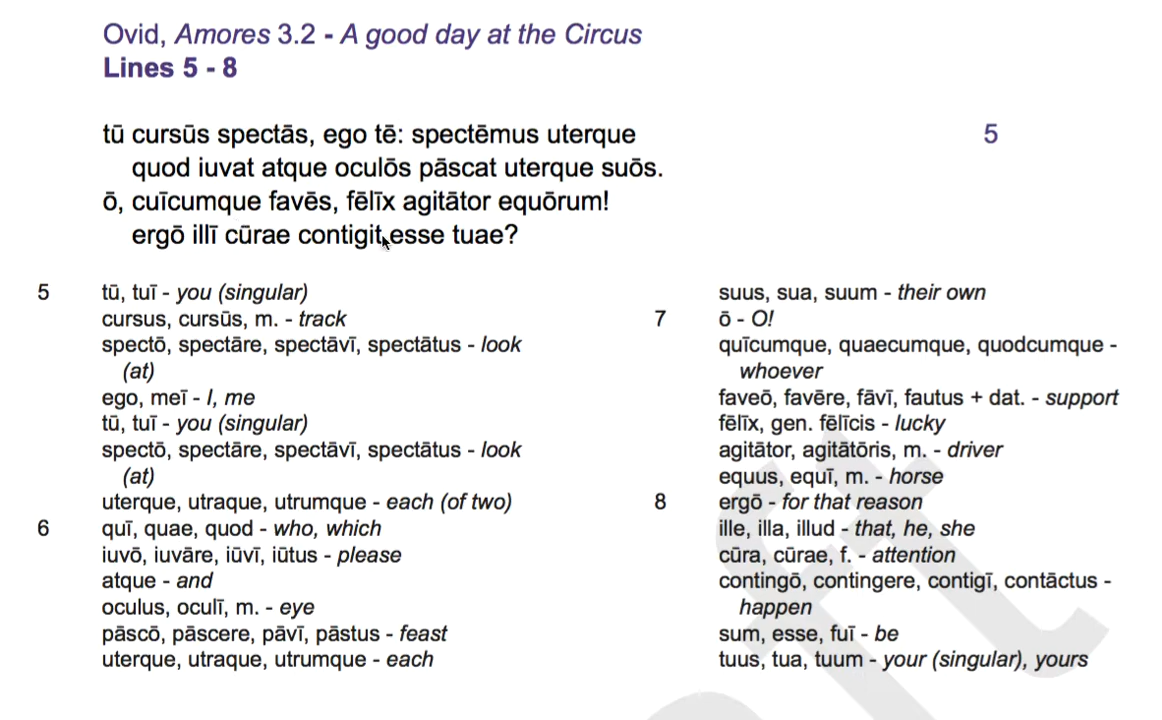 Ovid, Amores 3.2 - A good day at the Circus
Lines 5 - 8
tū cursūs spectās, ego tē: spectēmus uterque 5
quod iuvat atque oculōs pāscat uterque suōs.
ō, cuīcumque favēs, fēlīx agitātor equōrum!
ergō illī cūrae contigit esse tuae?
5 tū, tuī - you (singular)
cursus, cursūs, m. - track
spectō, spectāre, spectāvī, spectātus - look
(at)
ego, meī - I, me
tū, tuī - you (singular)
spectō, spectāre, spectāvī, spectātus - look
(at)
uterque, utraque, utrumque - each (of two)
6 quī, quae, quod - who, which
iuvō, iuvāre, iūvī, iūtus - please
atque - and
oculus, oculī, m. - eye
pāscō, pāscere, pāvī, pāstus - feast
uterque, utraque, utrumque - each
suus, sua, suum - their own
7 ō - O!
quīcumque, quaecumque, quodcumque -
whoever
faveō, favēre, fāvī, fautus + dat. - support
fēlīx, gen. fēlīcis - lucky
agitātor, agitātōris, m. - driver
equus, equī, m. - horse
8 ergō - for that reason
ille, illa, illud - that, he, she
cūra, cūrae, f. - attention
contingō, contingere, contigī, contāctus -
happen
sum, esse, fuī - be
tuus, tua, tuum - your (singular), yours